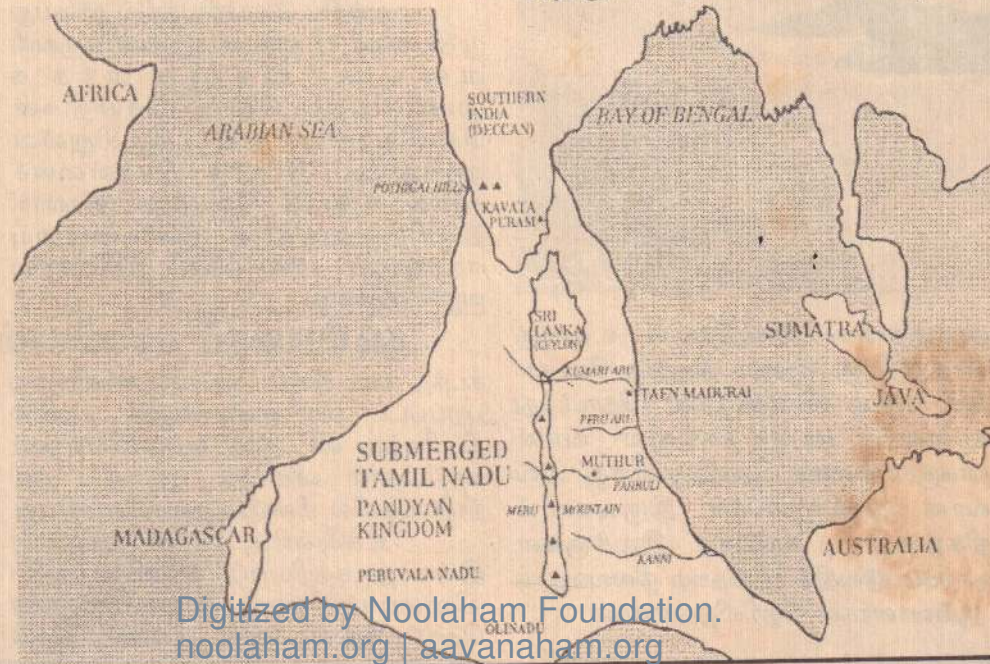 AFRICA
ARABIAN SEA
SOUTHERN
INDIA
(DECCAN)
BAY OF BENGAL
POTHIGAI HILLS
KAVATA
PURAM
SRI
LANKA
(CEYLON)
SUMATRA
JAVA
KUMARI ARU
TAEN MADURAI
PERU ARU
SUBMERGED
TAMIL NADU
MUTHUR
PAHRULI
PANDYAN
KINGDOM
MERU MOUNTAIN
MADAGASCAR
AUSTRALIA
KANNI
PERUVALA NADU
OLINADU
Digitized by Noolaham Foundation.
noolaham.org | aavanaham.org